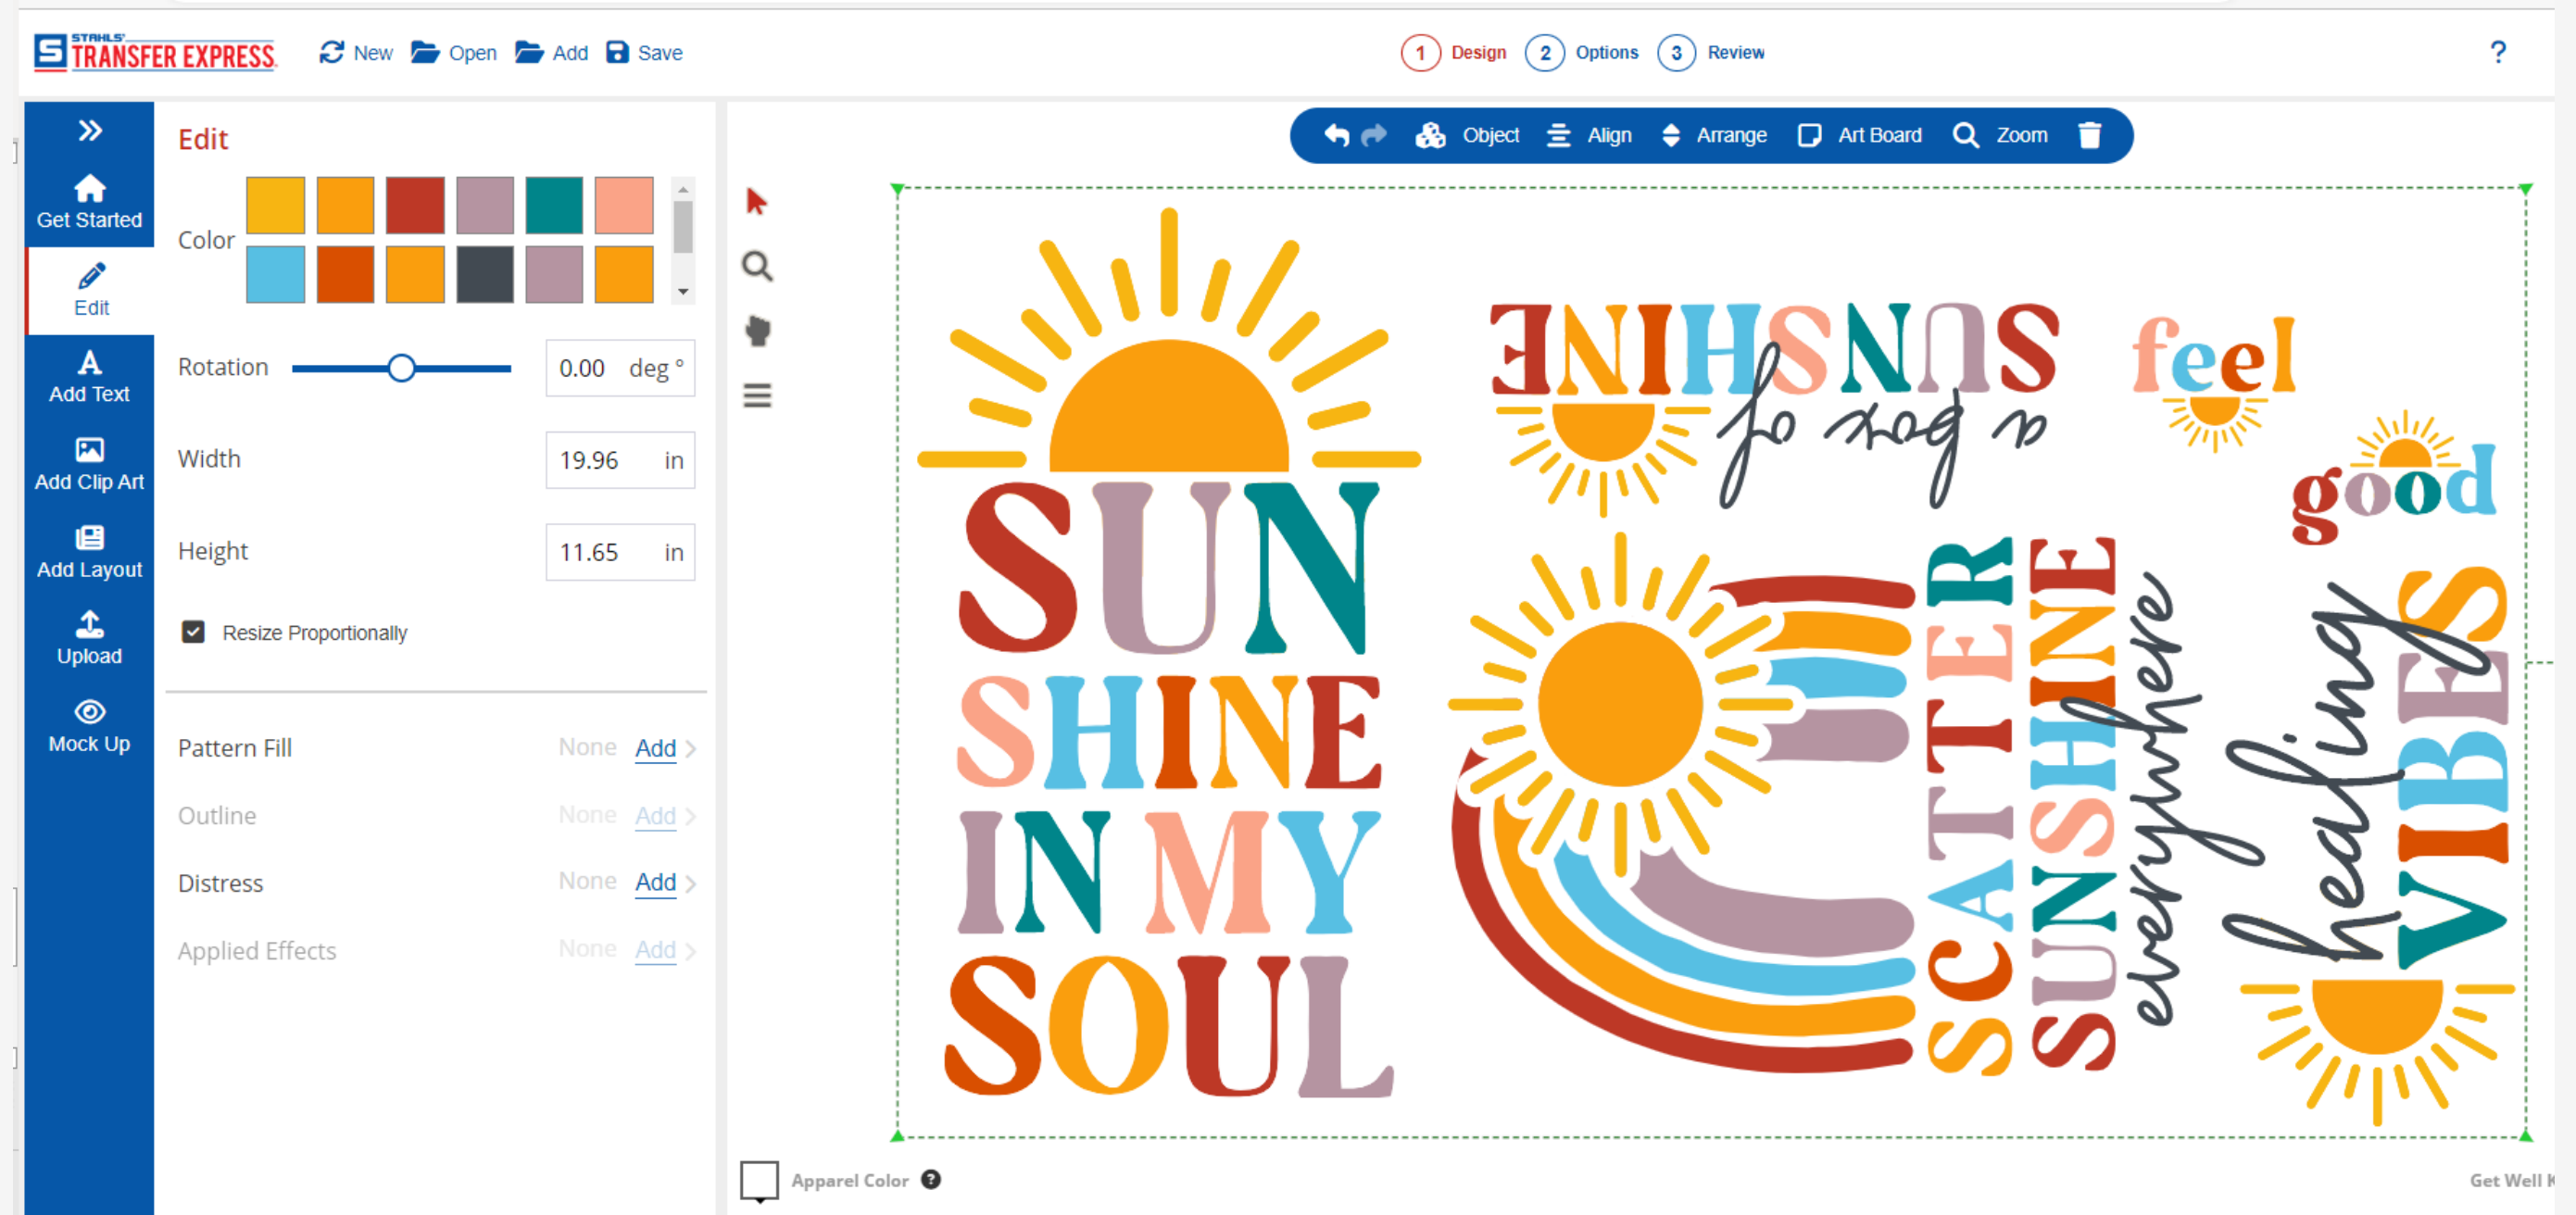 STAHLS'
TRANSFER EXPRESS.
New Open Add Save
1 Design 2 Options 3 Review
?
Get Started
Edit
Add Text
Add Clip Art
Add Layout
Upload
Mock Up
Edit
Color
Rotation 0.00 deg °
Width 19.96 in
Height 11.65 in
Resize Proportionally
Pattern Fill None Add
Outline None Add
Distress None Add
Applied Effects None Add
Object Align Arrange Art Board Zoom
SUN
SHINE
IN MY
SOUL
a box of
SUNSHINE
feel
good
SCATTER
SUNSHINE
everywhere
healing
VIBES
Apparel Color ?
Get Well K